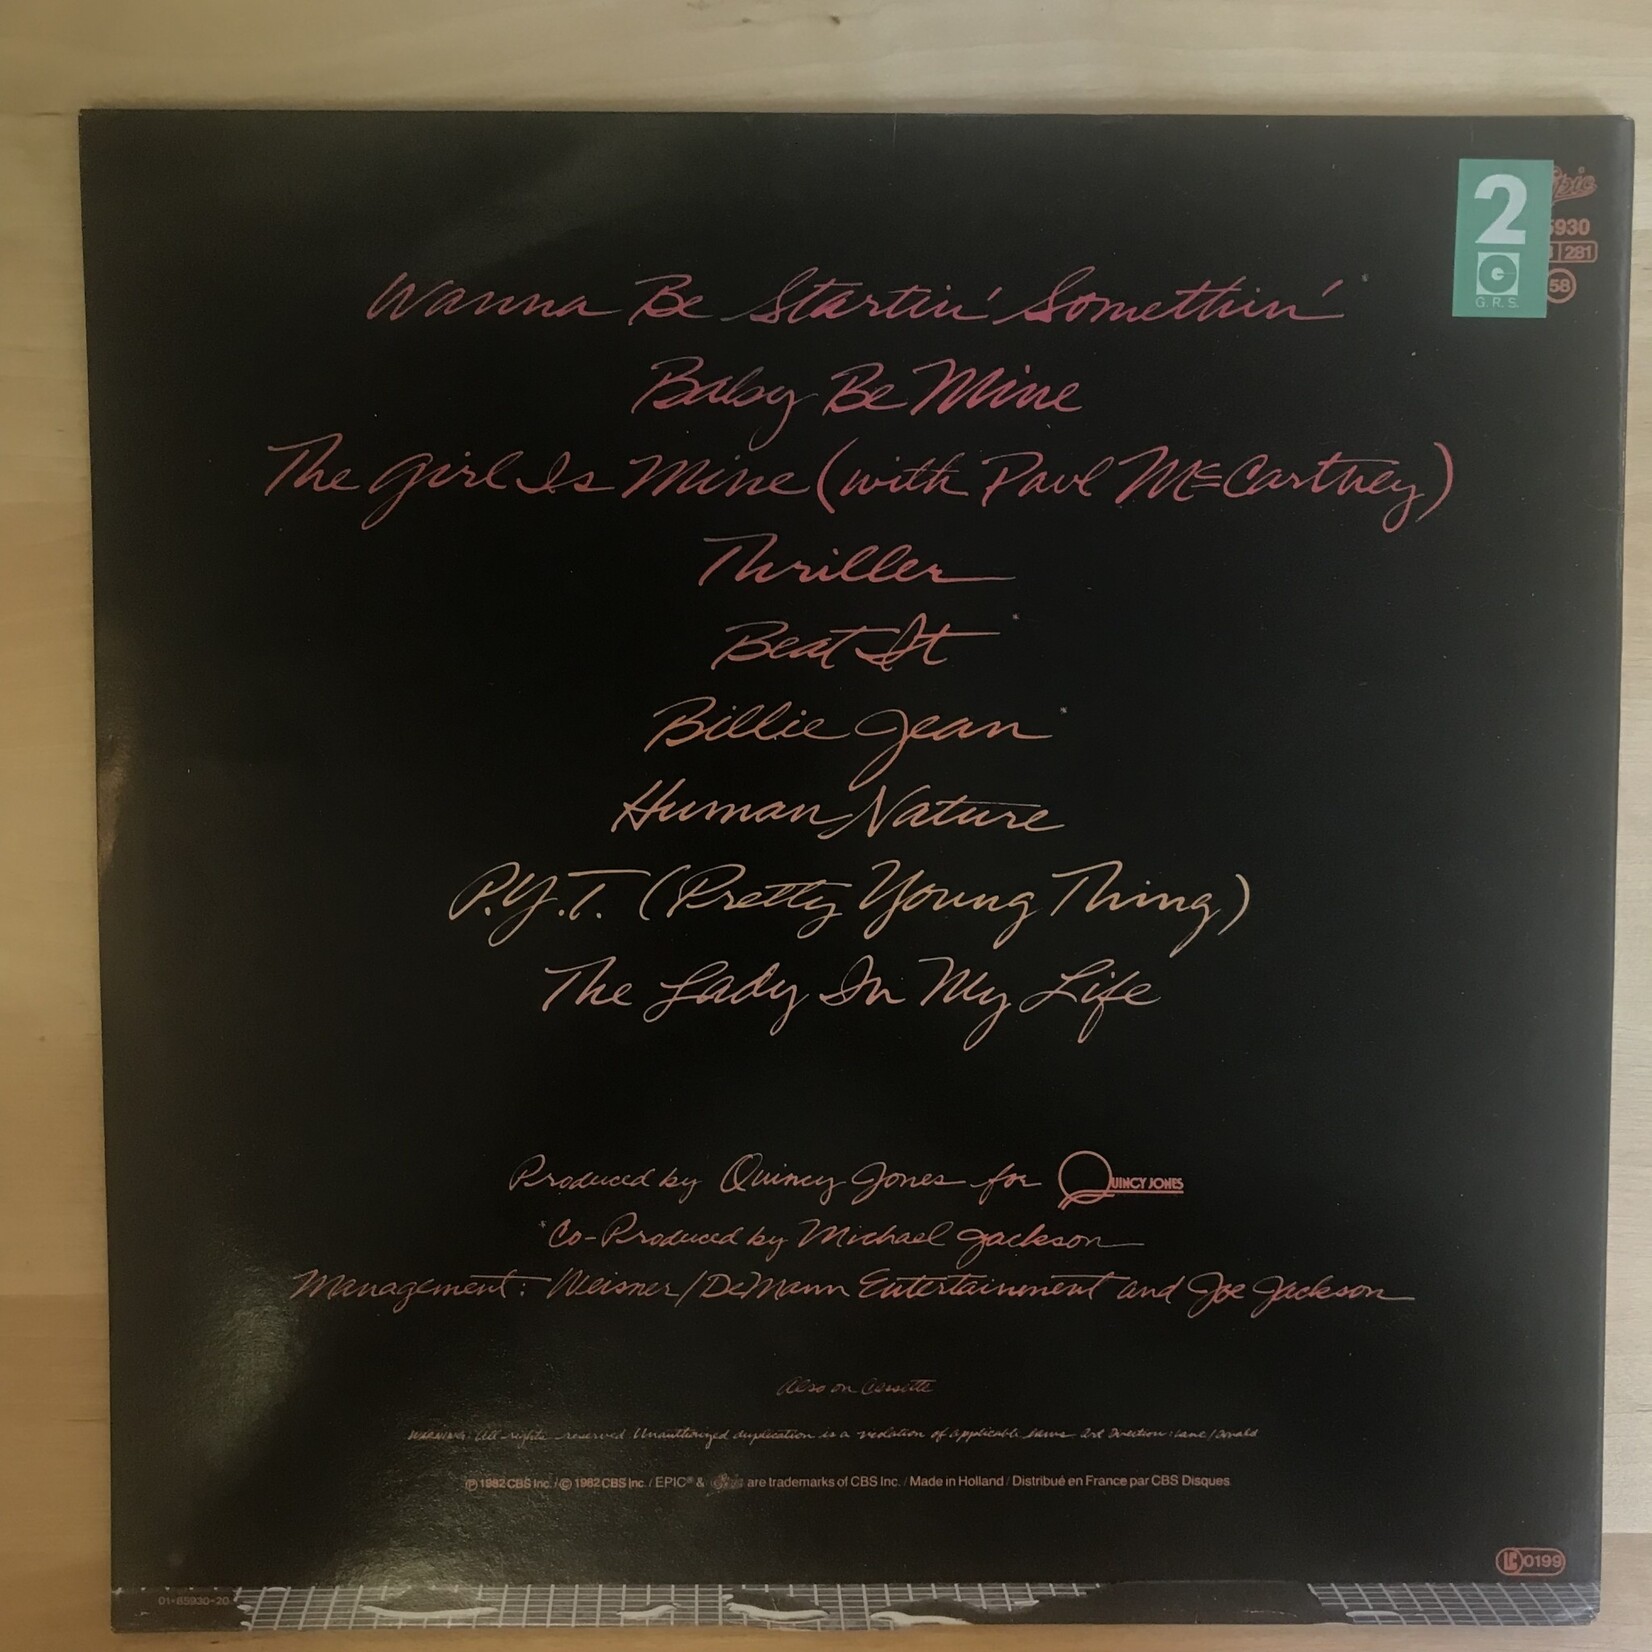 2
G.R.S.
Epic
5930
281
58
Wanna Be Startin' Somethin'*
Baby Be Mine
The Girl Is Mine (with Paul McCartney)
Thriller
Beat It*
Billie Jean*
Human Nature
P.Y.T. (Pretty Young Thing)
The Lady In My Life
Produced by Quincy Jones for QUINCY JONES
*Co-Produced by Michael Jackson
Management: Weisner/DeMann Entertainment and Joe Jackson
Also on Cassette
WARNING: All rights reserved Unauthorized duplication is a violation of applicable laws Art Direction: Lane/Donald
℗ 1982 CBS Inc. / © 1982 CBS Inc. / EPIC® & are trademarks of CBS Inc. / Made in Holland / Distribué en France par CBS Disques
LC 0199
01-85930-20